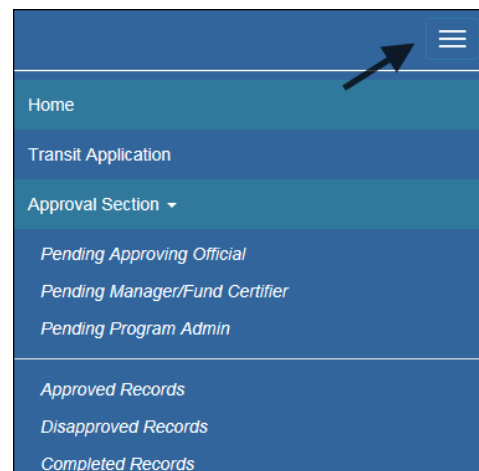 Home
Transit Application
Approval Section
Pending Approving Official
Pending Manager/Fund Certifier
Pending Program Admin
Approved Records
Disapproved Records
Completed Records